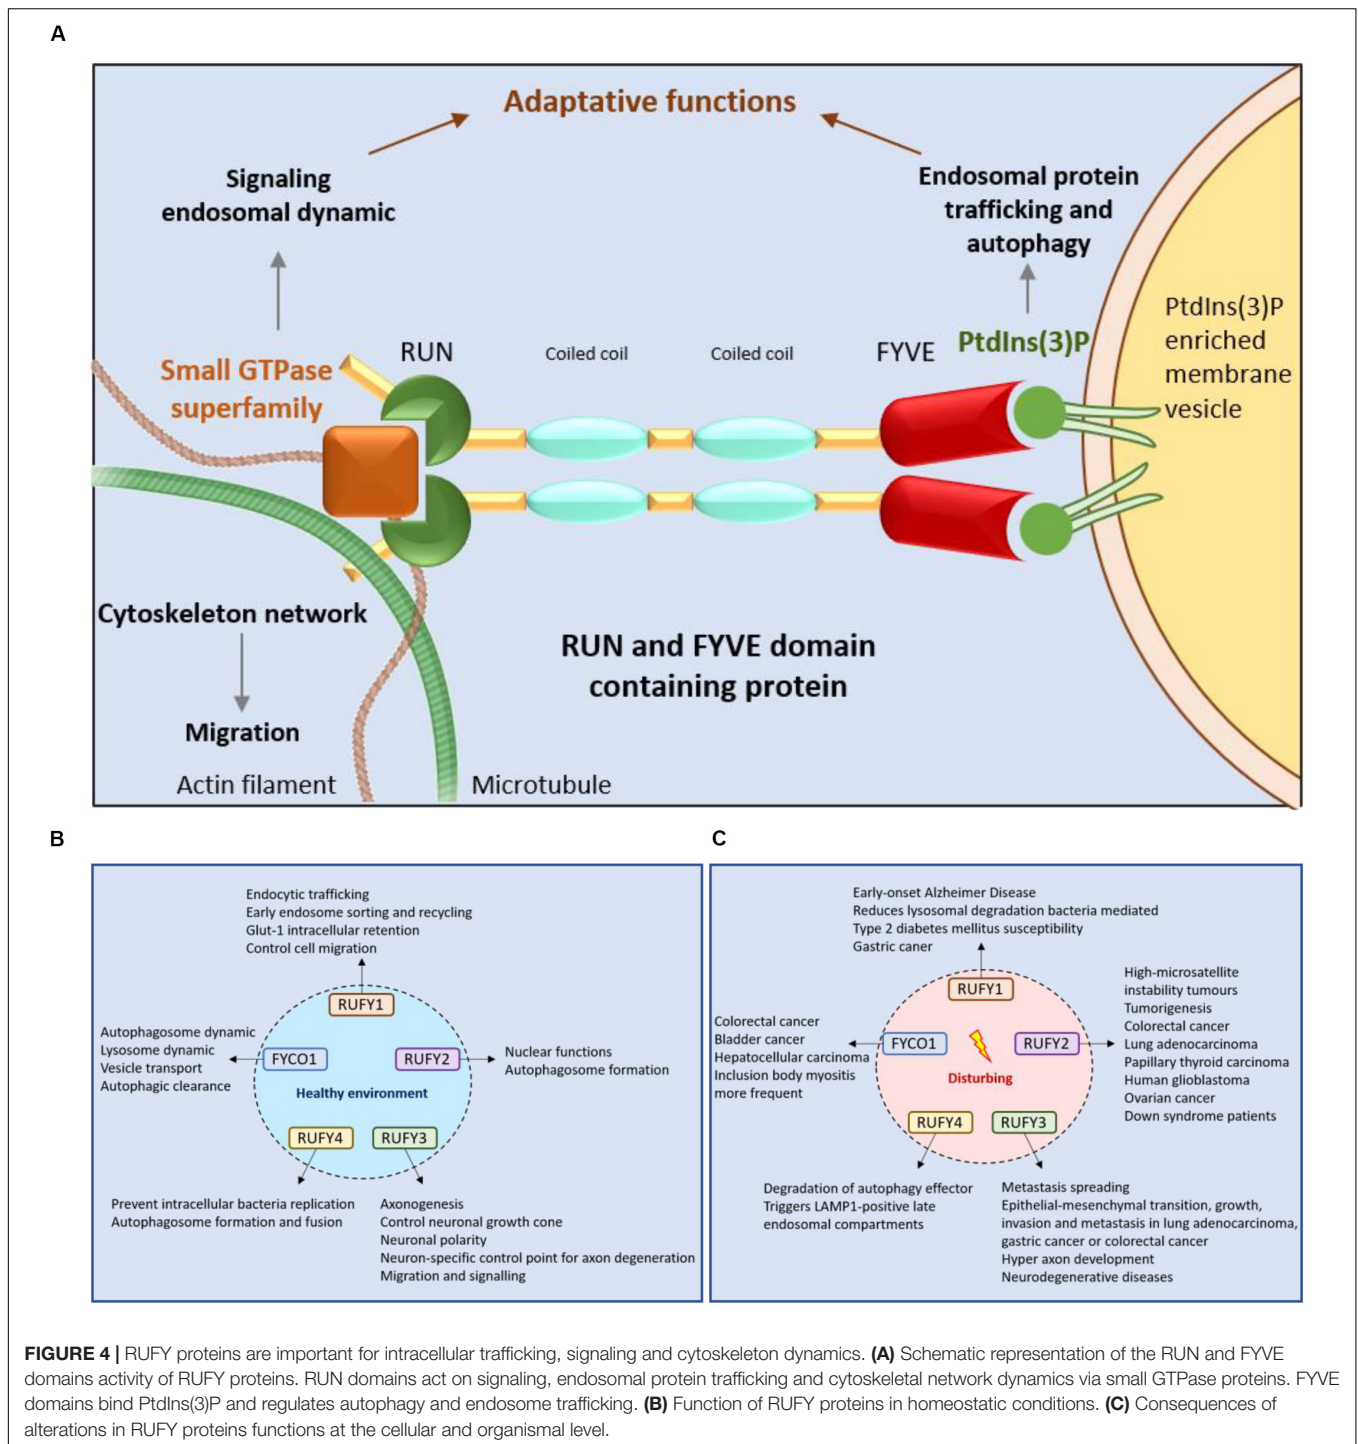 A
Adaptative functions
Signaling
endosomal dynamic
Endosomal protein
trafficking and
autophagy
Small GTPase
superfamily
RUN
Coiled coil
Coiled coil
FYVE
PtdIns(3)P
PtdIns(3)P
enriched
membrane
vesicle
Cytoskeleton network
Migration
RUN and FYVE domain
containing protein
Actin filament
Microtubule
B
Endocytic trafficking
Early endosome sorting and recycling
Glut-1 intracellular retention
Control cell migration
RUFY1
Autophagosome dynamic
Lysosome dynamic
Vesicle transport
Autophagic clearance
FYCO1
RUFY2
Nuclear functions
Autophagosome formation
Healthy environment
RUFY4
RUFY3
Prevent intracellular bacteria replication
Autophagosome formation and fusion
Axonogenesis
Control neuronal growth cone
Neuronal polarity
Neuron-specific control point for axon degeneration
Migration and signalling
C
Early-onset Alzheimer Disease
Reduces lysosomal degradation bacteria mediated
Type 2 diabetes mellitus susceptibility
Gastric caner
RUFY1
Colorectal cancer
Bladder cancer
Hepatocellular carcinoma
Inclusion body myositis
more frequent
FYCO1
RUFY2
High-microsatellite
instability tumours
Tumorigenesis
Colorectal cancer
Lung adenocarcinoma
Papillary thyroid carcinoma
Human glioblastoma
Ovarian cancer
Down syndrome patients
Disturbing
RUFY4
RUFY3
Degradation of autophagy effector
Triggers LAMP1-positive late
endosomal compartments
Metastasis spreading
Epithelial-mesenchymal transition, growth,
invasion and metastasis in lung adenocarcinoma,
gastric cancer or colorectal cancer
Hyper axon development
Neurodegenerative diseases
FIGURE 4 | RUFY proteins are important for intracellular trafficking, signaling and cytoskeleton dynamics. (A) Schematic representation of the RUN and FYVE
domains activity of RUFY proteins. RUN domains act on signaling, endosomal protein trafficking and cytoskeletal network dynamics via small GTPase proteins. FYVE
domains bind PtdIns(3)P and regulates autophagy and endosome trafficking. (B) Function of RUFY proteins in homeostatic conditions. (C) Consequences of
alterations in RUFY proteins functions at the cellular and organismal level.